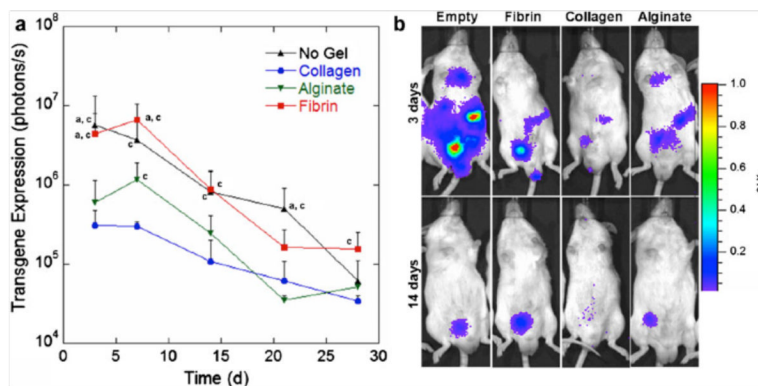 a
Transgene Expression (photons/s)
10^8
10^7
10^6
10^5
10^4
0 5 10 15 20 25 30
Time (d)
No Gel
Collagen
Alginate
Fibrin
a, c
a, c
a, c
c
c
c
a, c
c
c
b
Empty Fibrin Collagen Alginate
3 days
14 days
1.0
0.8
0.6
0.4
0.2